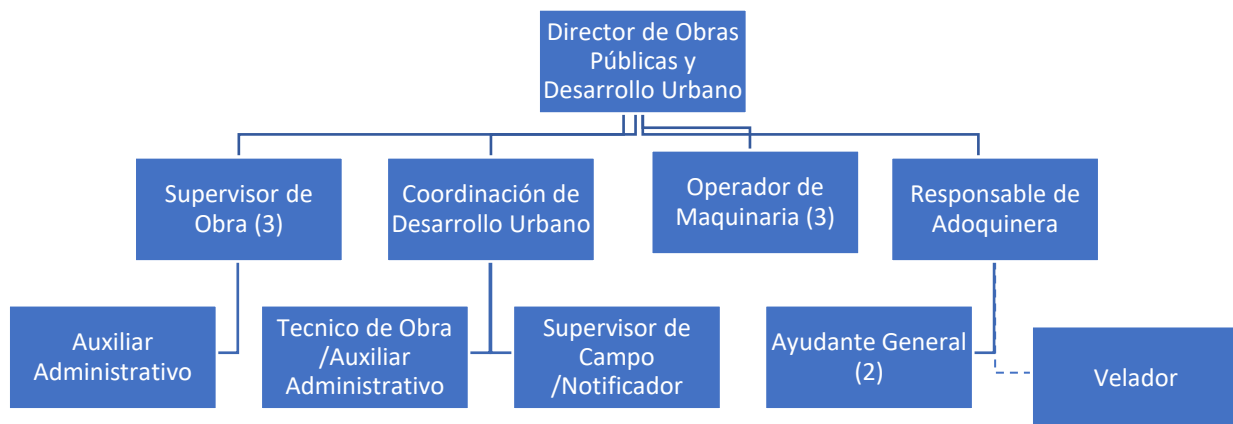 Director de Obras
Públicas y
Desarrollo Urbano
Supervisor de
Obra (3)
Coordinación de
Desarrollo Urbano
Operador de
Maquinaria (3)
Responsable de
Adoquinera
Auxiliar
Administrativo
Tecnico de Obra
/Auxiliar
Administrativo
Supervisor de
Campo
/Notificador
Ayudante General
(2)
Velador